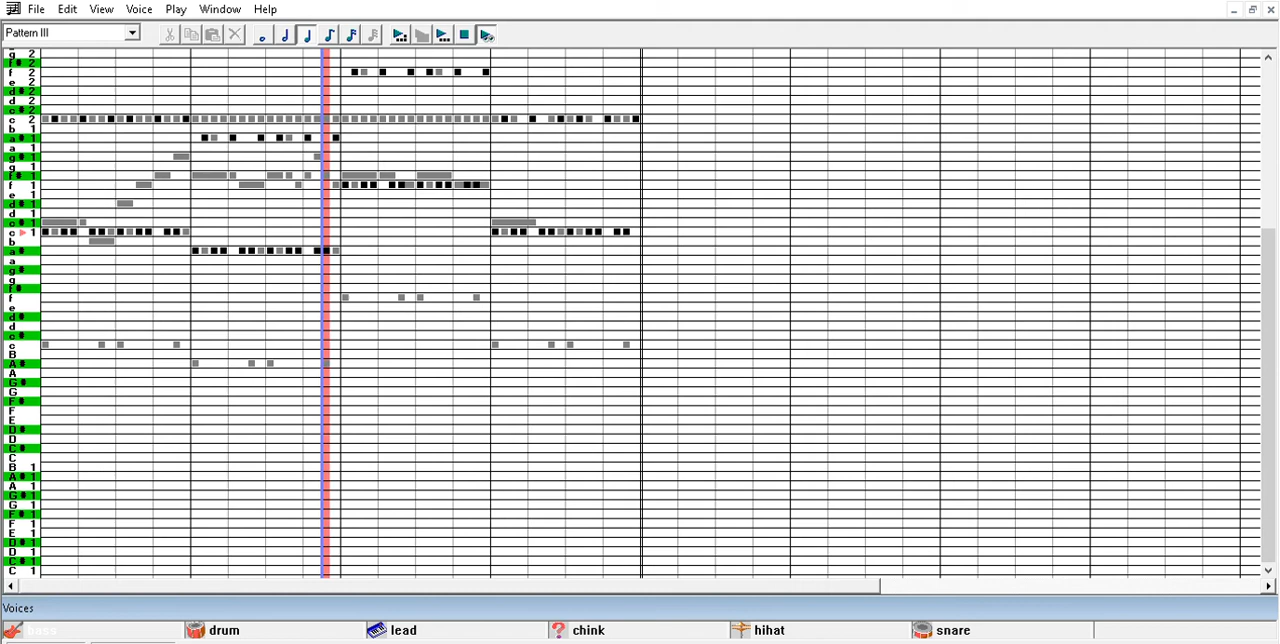 File Edit View Voice Play Window Help
Pattern III
g 2
f# 2
f 2
e 2
d# 2
d 2
c# 2
c 2
b 1
a# 1
a 1
g# 1
g 1
f# 1
f 1
e 1
d# 1
d 1
c# 1
c 1
b
a#
a
g#
g
f#
f
e
d#
d
c#
c
B
A#
A
G#
G
F#
F
E
D#
D
C#
C
B 1
A# 1
A 1
G# 1
G 1
F# 1
F 1
E 1
D# 1
D 1
C# 1
C 1
Voices
bass drum lead chink hihat snare